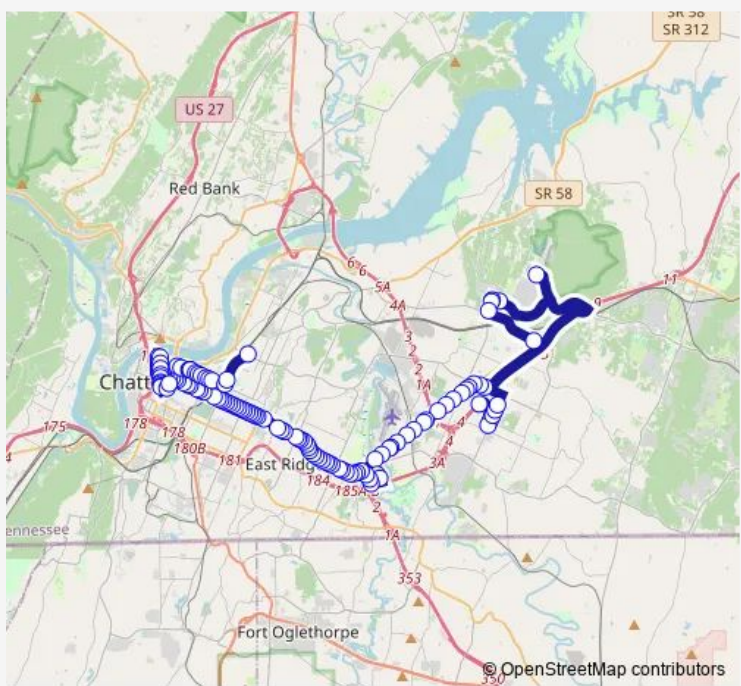 SR 58
SR 312
US 27
Red Bank
SR 58
6
6
5A
4A
11
9
3
2
2
1A
Chatt
175
178
178
180B
181
East Ridg
184
185A
4
4
3A
2
1A
ennessee
353
Fort Oglethorpe
350
© OpenStreetMap contributors